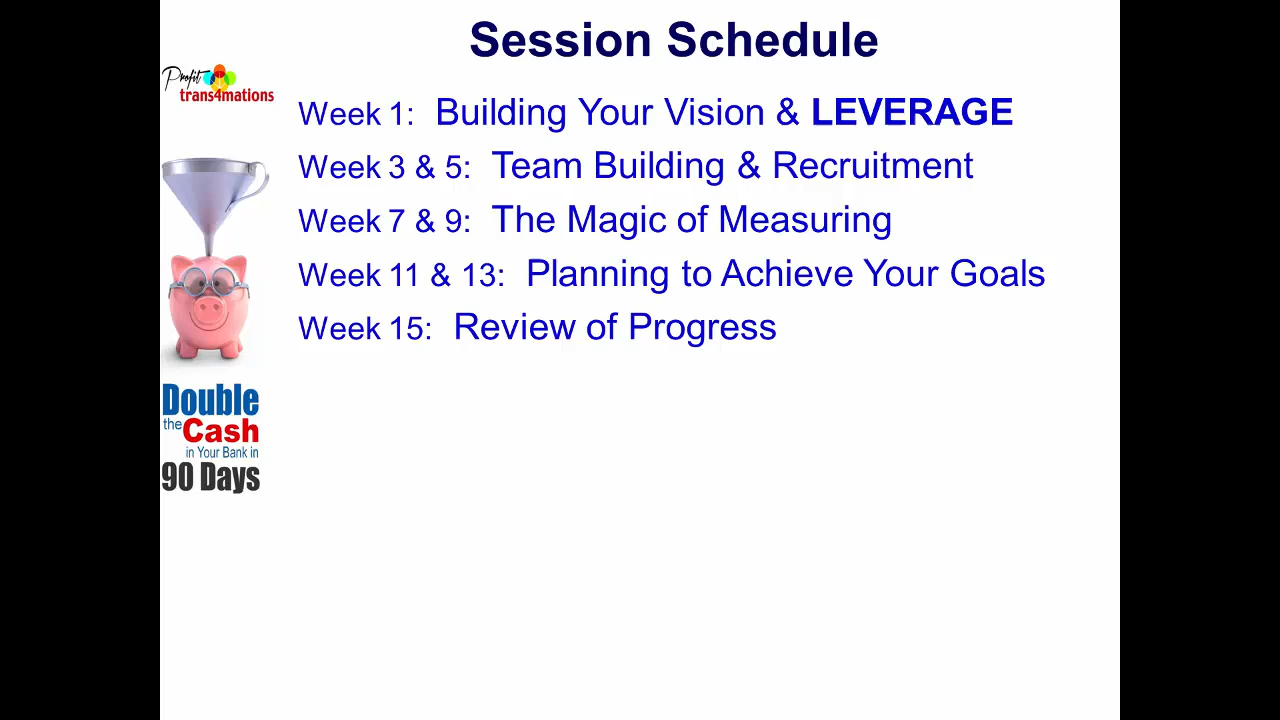 Session Schedule
Profit
trans4mations
Week 1: Building Your Vision & LEVERAGE
Week 3 & 5: Team Building & Recruitment
Week 7 & 9: The Magic of Measuring
Week 11 & 13: Planning to Achieve Your Goals
Week 15: Review of Progress
Double
the Cash
in Your Bank in
90 Days